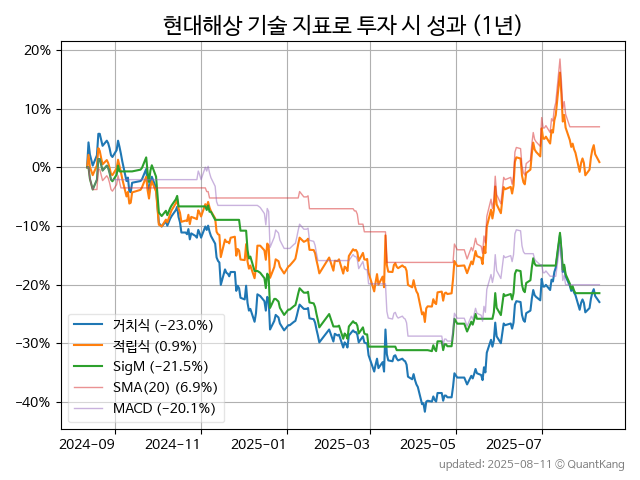 현대해상 기술 지표로 투자 시 성과 (1년)
20%
10%
0%
−10%
−20%
−30%
−40%
거치식 (−23.0%)
적립식 (0.9%)
SigM (−21.5%)
SMA(20) (6.9%)
MACD (−20.1%)
2024-09 2024-11 2025-01 2025-03 2025-05 2025-07
updated: 2025-08-11 © QuantKang